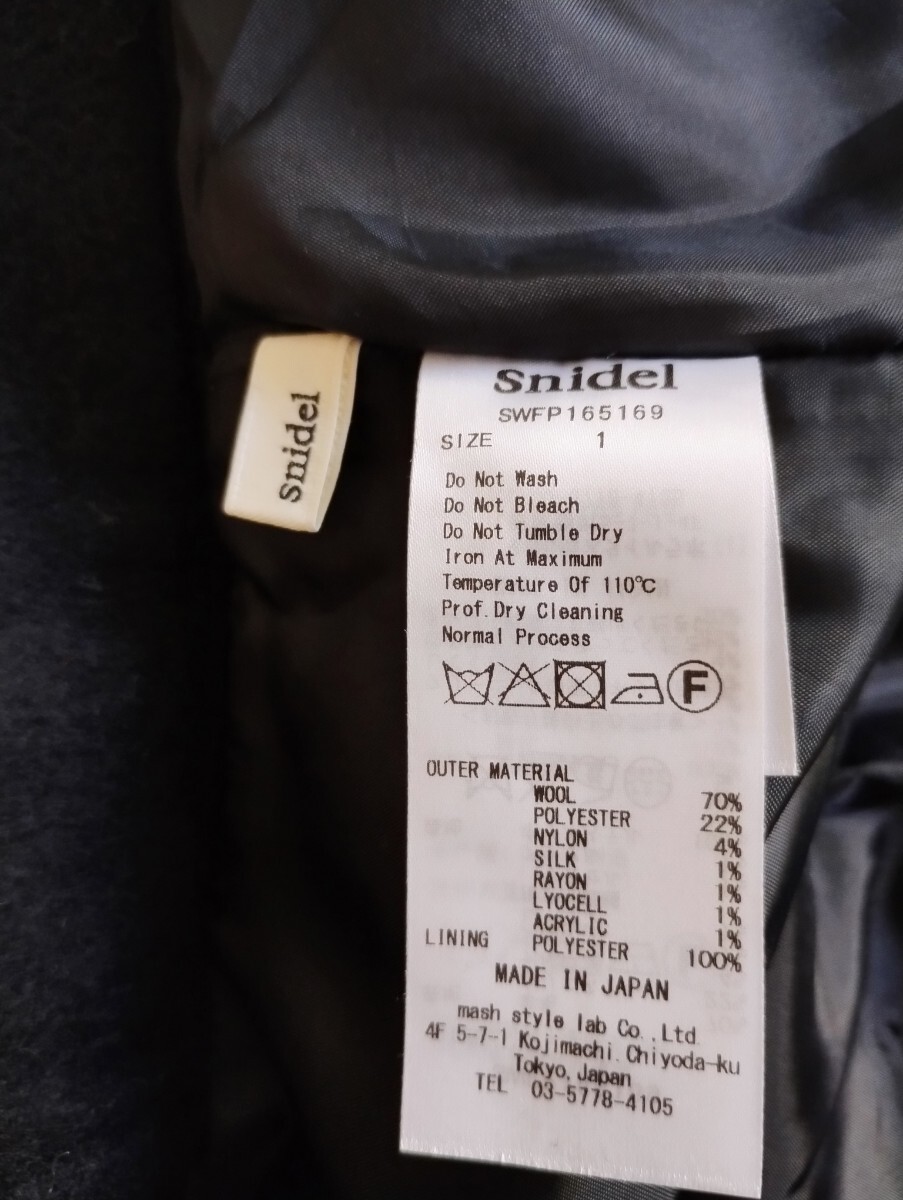 snidel
Snidel
SWFP165169
SIZE 1
Do Not Wash
Do Not Bleach
Do Not Tumble Dry
Iron At Maximum
Temperature Of 110℃
Prof.Dry Cleaning
Normal Process
F
OUTER MATERIAL
WOOL 70%
POLYESTER 22%
NYLON 4%
SILK 1%
RAYON 1%
LYOCELL 1%
ACRYLIC 1%
LINING POLYESTER 100%
MADE IN JAPAN
mash style lab Co.,Ltd
4F 5-7-1 Kojimachi.Chiyoda-ku
Tokyo,Japan
TEL 03-5778-4105